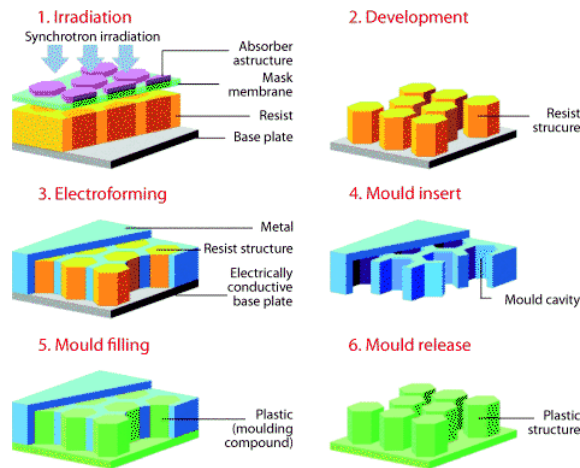 1. Irradiation
Synchrotron irradiation
Absorber
astructure
Mask
membrane
Resist
Base plate
2. Development
Resist
strucure
3. Electroforming
Metal
Resist structure
Electrically
conductive
base plate
4. Mould insert
Mould cavity
5. Mould filling
Plastic
(moulding
compound)
6. Mould release
Plastic
structure